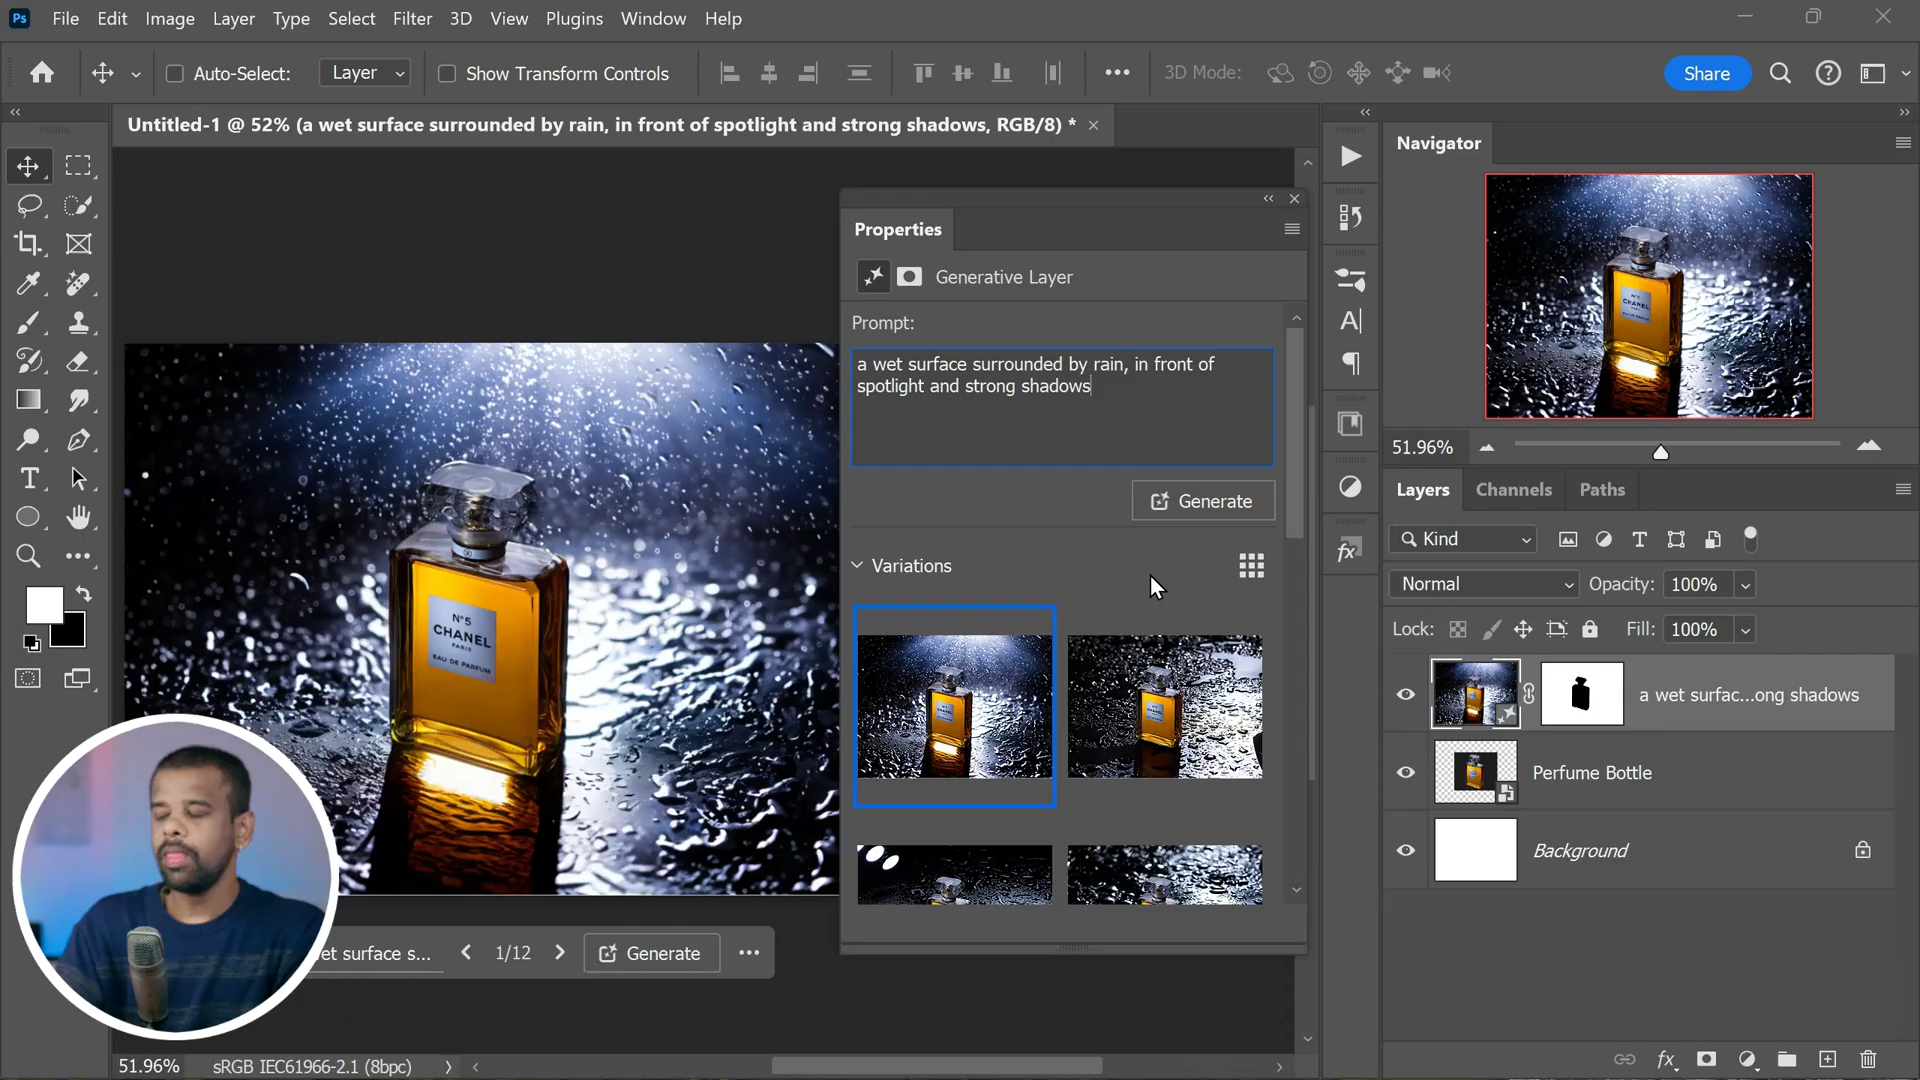 Ps File Edit Image Layer Select Type Filter 3D View Plugins Window Help
Auto-Select: Layer Show Transform Controls 3D Mode: Share
Untitled-1 @ 52% (a wet surface surrounded by rain, in front of spotlight and strong shadows, RGB/8) *
Properties
Generative Layer
Prompt:
a wet surface surrounded by rain, in front of
spotlight and strong shadows
Generate
Variations
N°5
CHANEL
PARIS
EAU DE PARFUM
et surface s...
1/12
Generate
51.96%
sRGB IEC61966-2.1 (8bpc)
Navigator
N°5
CHANEL
51.96%
Layers Channels Paths
Kind
Normal Opacity: 100%
Lock: Fill: 100%
a wet surfac...ong shadows
Perfume Bottle
Background